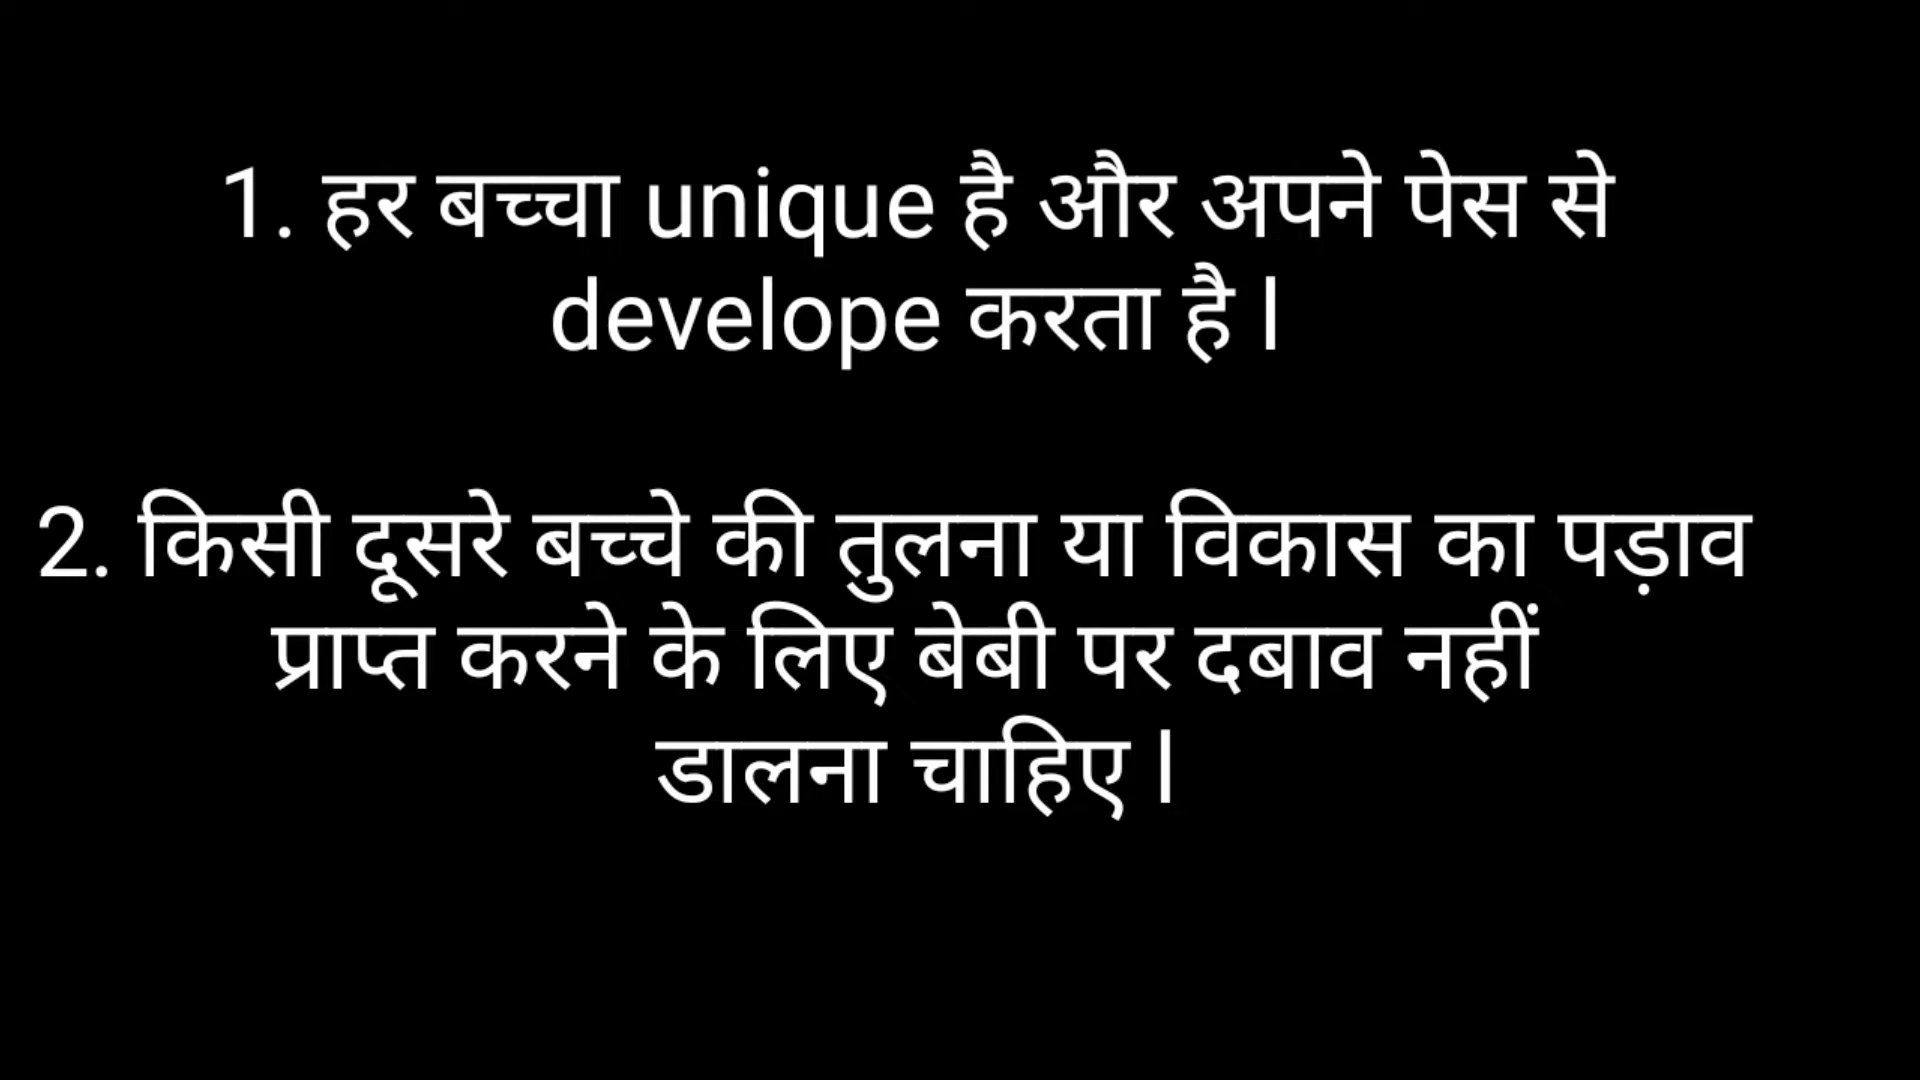 1. हर बच्चा unique है और अपने पेस से
develope करता है l
2. किसी दूसरे बच्चे की तुलना या विकास का पड़ाव
प्राप्त करने के लिए बेबी पर दबाव नहीं
डालना चाहिए l